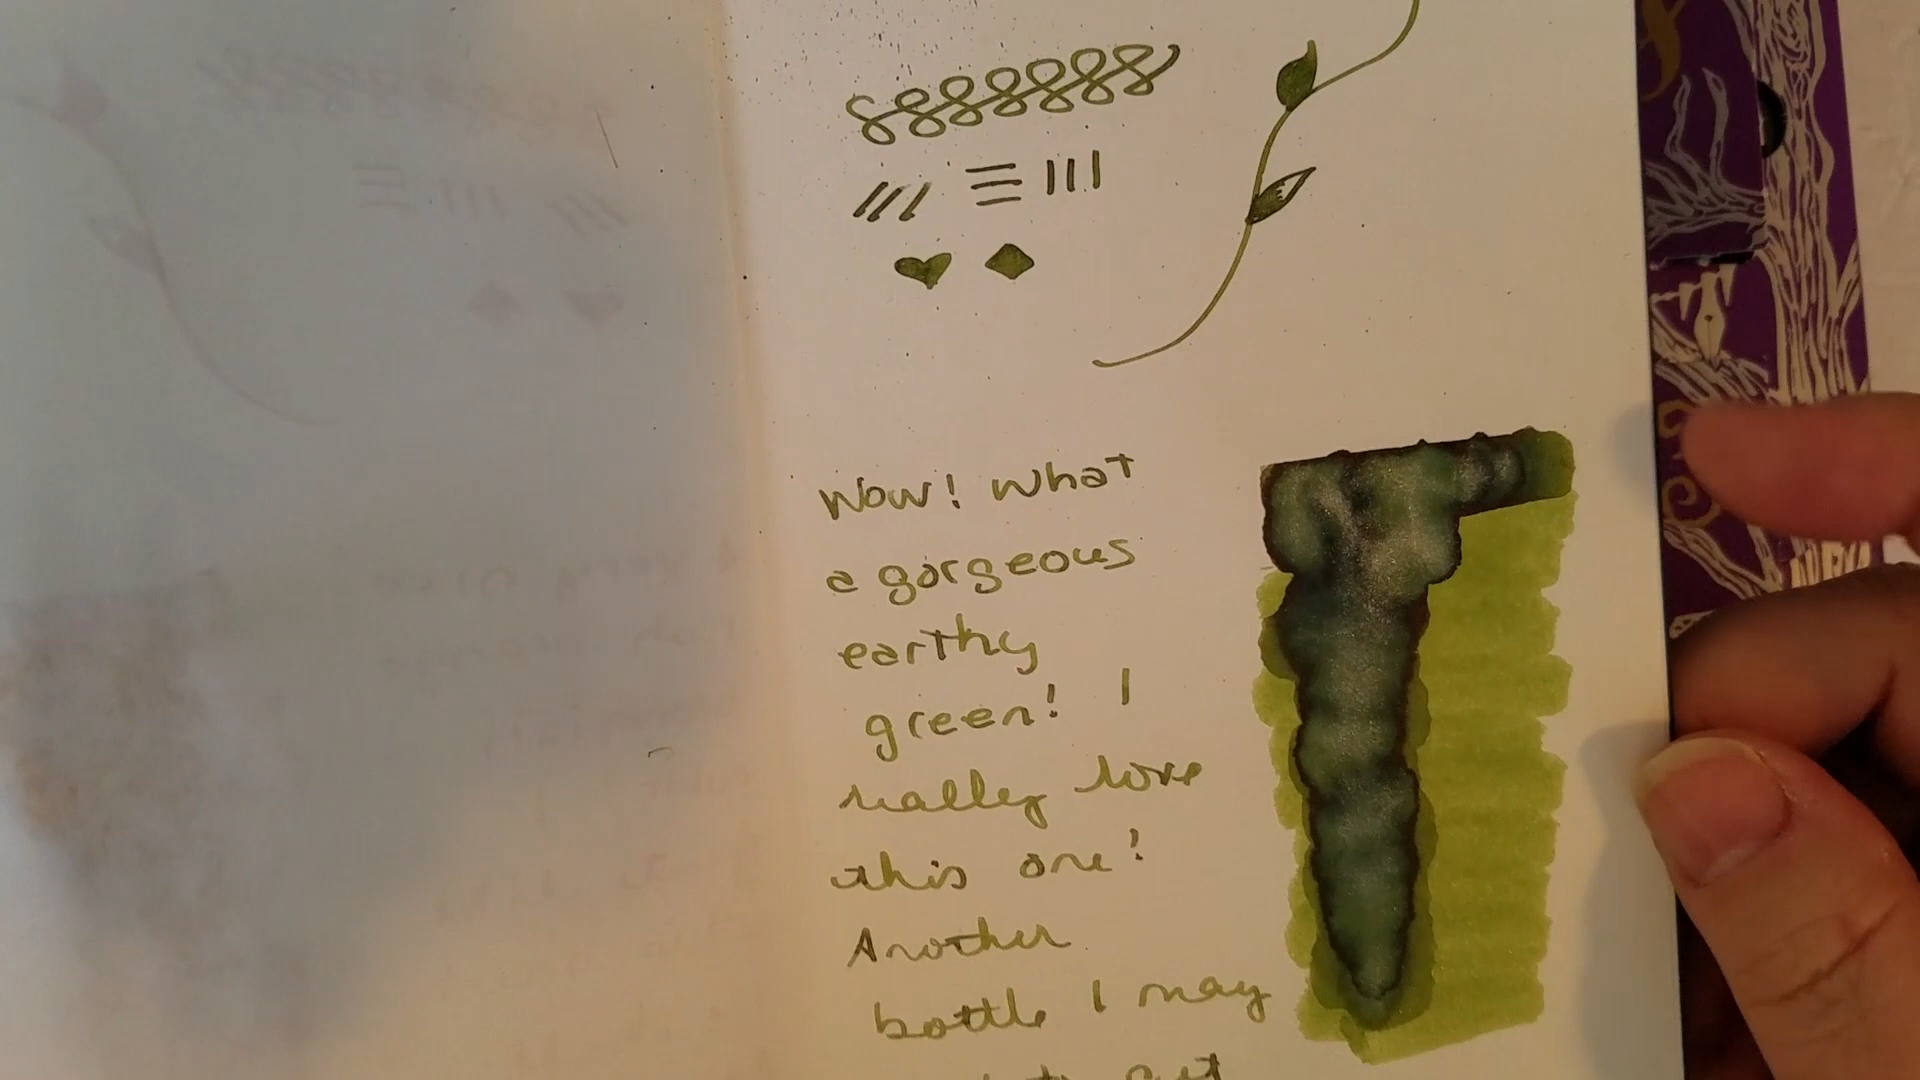 Wow! What
a gorgeous
earthy
green! I
really love
this one!
Another
bottle I may